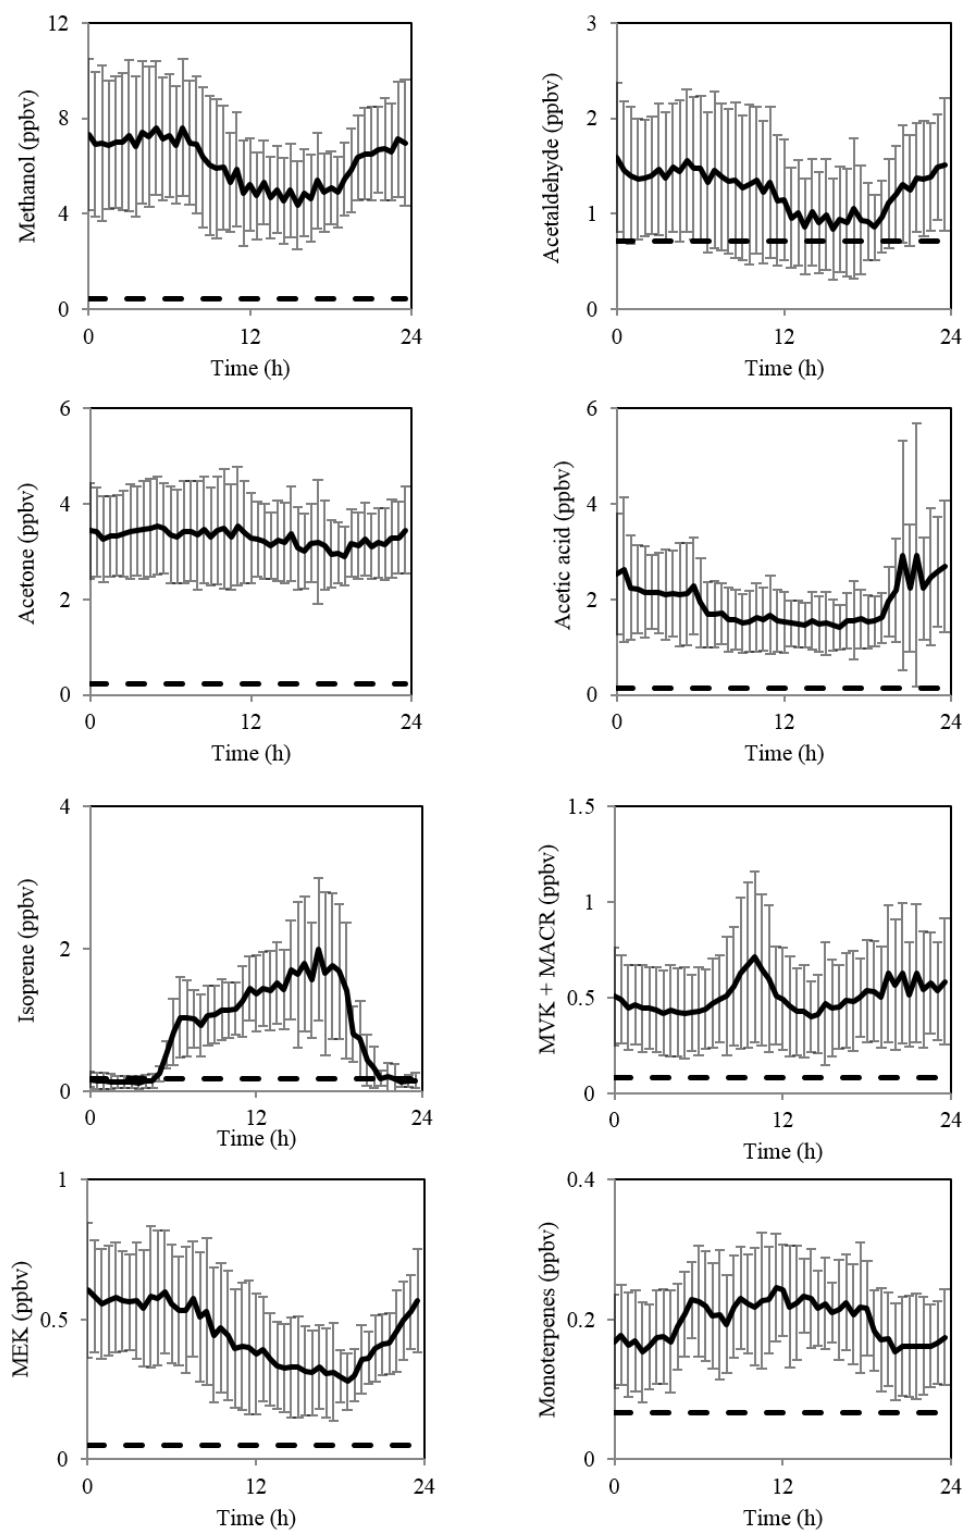 Methanol (ppbv)
12
8
4
0
0 12 24
Time (h)
Acetaldehyde (ppbv)
3
2
1
0
0 12 24
Time (h)
Acetone (ppbv)
6
4
2
0
0 12 24
Time (h)
Acetic acid (ppbv)
6
4
2
0
0 12 24
Time (h)
Isoprene (ppbv)
4
2
0
0 12 24
Time (h)
MVK + MACR (ppbv)
1.5
1
0.5
0
0 12 24
Time (h)
MEK (ppbv)
1
0.5
0
0 12 24
Time (h)
Monoterpenes (ppbv)
0.4
0.2
0
0 12 24
Time (h)